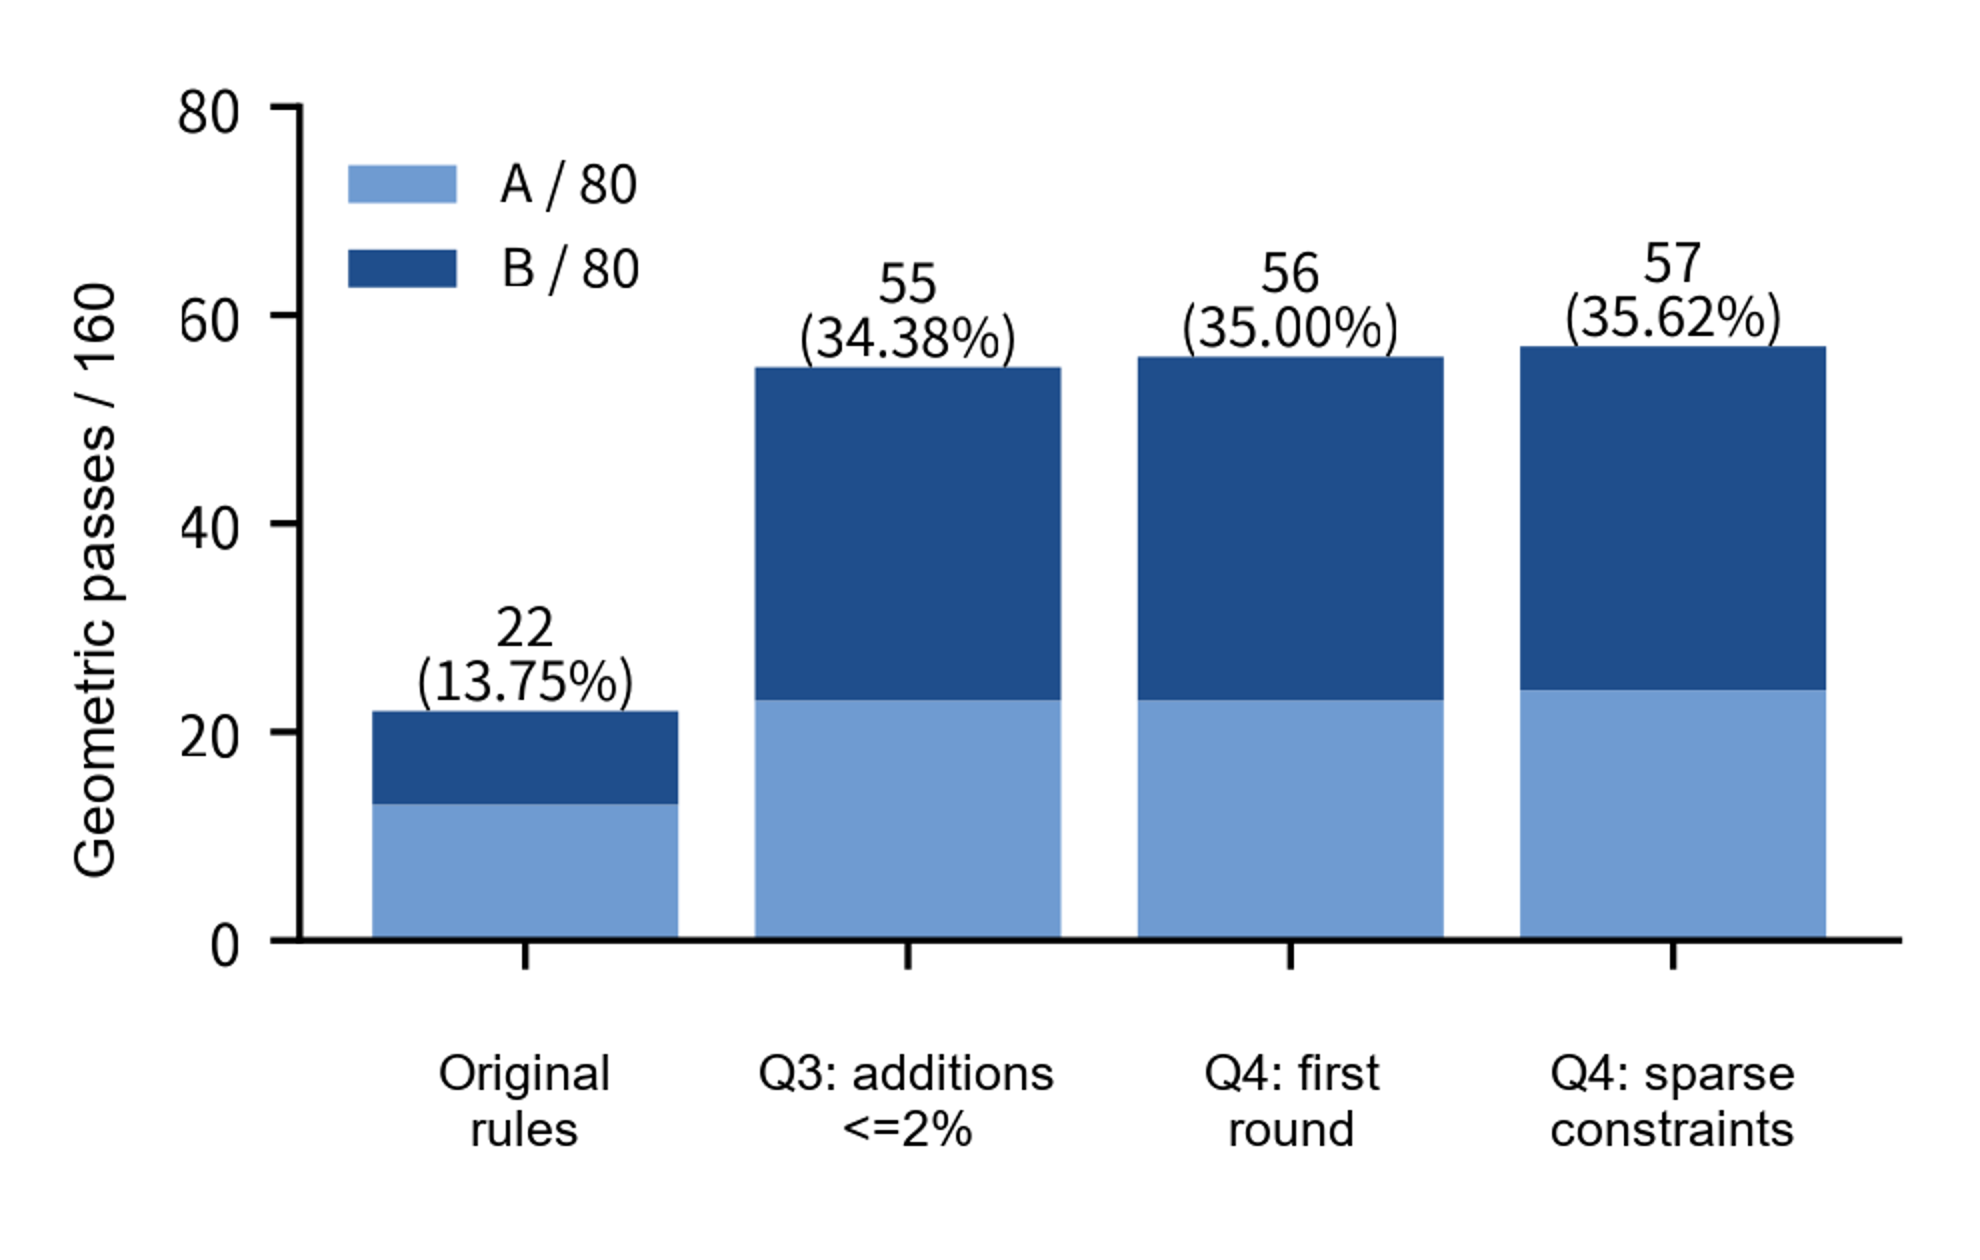 Geometric passes / 160
80
60
40
20
0
A / 80
B / 80
22
(13.75%)
55
(34.38%)
56
(35.00%)
57
(35.62%)
Original
rules
Q3: additions
<=2%
Q4: first
round
Q4: sparse
constraints